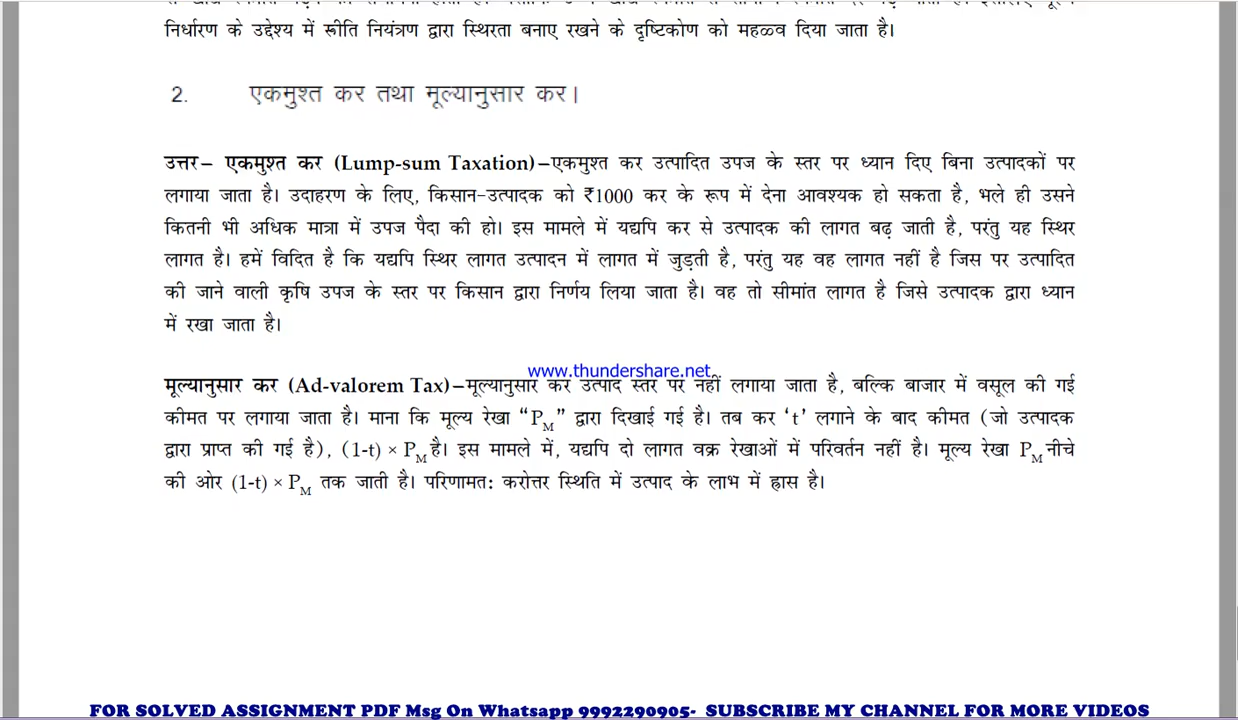 निर्धारण के उद्देश्य में स्फीति नियंत्रण द्वारा स्थिरता बनाए रखने के दृष्टिकोण को महत्व दिया जाता है।
2. एकमुश्त कर तथा मूल्यानुसार कर।
उत्तर– एकमुश्त कर (Lump-sum Taxation)–एकमुश्त कर उत्पादित उपज के स्तर पर ध्यान दिए बिना उत्पादकों पर
लगाया जाता है। उदाहरण के लिए, किसान-उत्पादक को ₹1000 कर के रूप में देना आवश्यक हो सकता है, भले ही उसने
कितनी भी अधिक मात्रा में उपज पैदा की हो। इस मामले में यद्यपि कर से उत्पादक की लागत बढ़ जाती है, परंतु यह स्थिर
लागत है। हमें विदित है कि यद्यपि स्थिर लागत उत्पादन में लागत में जुड़ती है, परंतु यह वह लागत नहीं है जिस पर उत्पादित
की जाने वाली कृषि उपज के स्तर पर किसान द्वारा निर्णय लिया जाता है। वह तो सीमांत लागत है जिसे उत्पादक द्वारा ध्यान
में रखा जाता है।
www.thundershare.net
मूल्यानुसार कर (Ad-valorem Tax)–मूल्यानुसार कर उत्पाद स्तर पर नहीं लगाया जाता है, बल्कि बाजार में वसूल की गई
कीमत पर लगाया जाता है। माना कि मूल्य रेखा “P_M” द्वारा दिखाई गई है। तब कर ‘t’ लगाने के बाद कीमत (जो उत्पादक
द्वारा प्राप्त की गई है), (1-t) × P_M है। इस मामले में, यद्यपि दो लागत वक्र रेखाओं में परिवर्तन नहीं है। मूल्य रेखा P_M नीचे
की ओर (1-t) × P_M तक जाती है। परिणामतः करोत्तर स्थिति में उत्पाद के लाभ में ह्रास है।
FOR SOLVED ASSIGNMENT PDF Msg On Whatsapp 9992290905- SUBSCRIBE MY CHANNEL FOR MORE VIDEOS